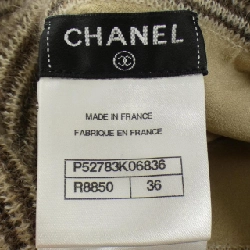 CHANEL
MADE IN FRANCE
FABRIQUE EN FRANCE
P52783K06836
R8850 36